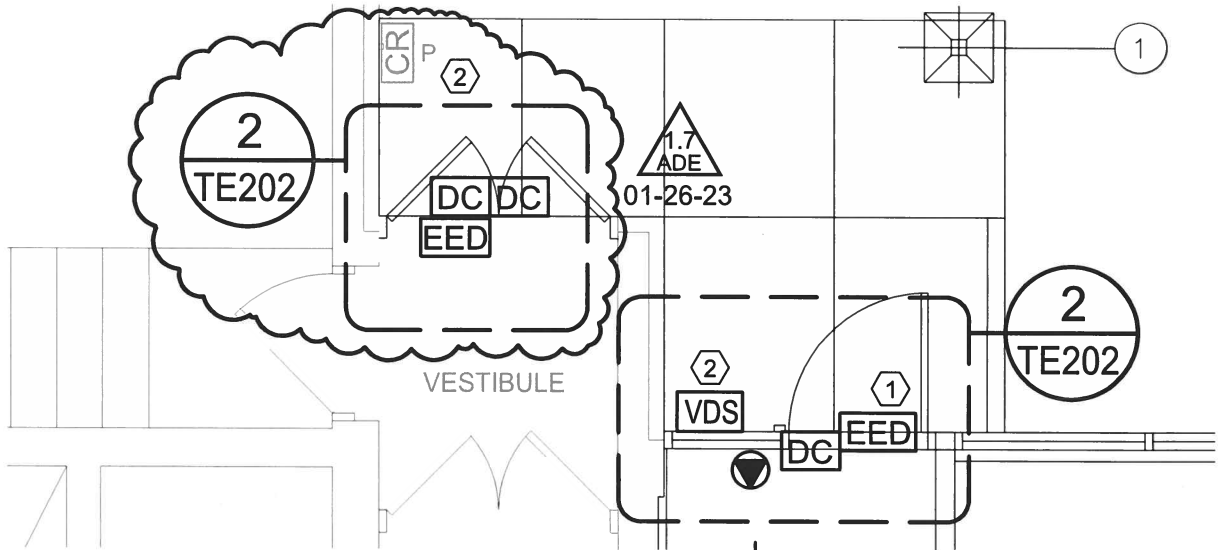 CR
P
2
1
2
TE202
1.7
ADE
01-26-23
DC
DC
EED
2
TE202
VESTIBULE
2
1
VDS
EED
DC